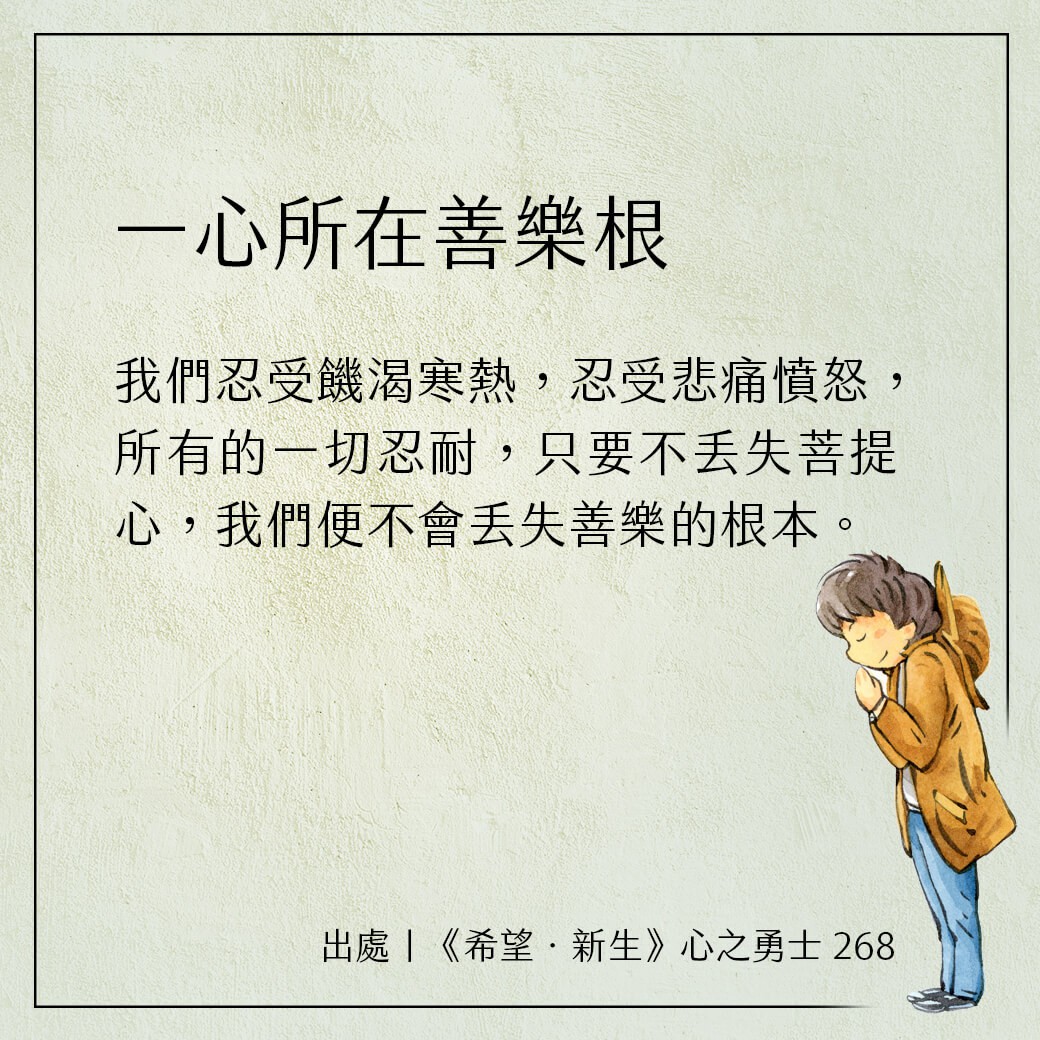 一心所在善樂根
我們忍受饑渴寒熱，忍受悲痛憤怒，
所有的一切忍耐，只要不丟失菩提
心，我們便不會丟失善樂的根本。
出處｜《希望．新生》心之勇士 268